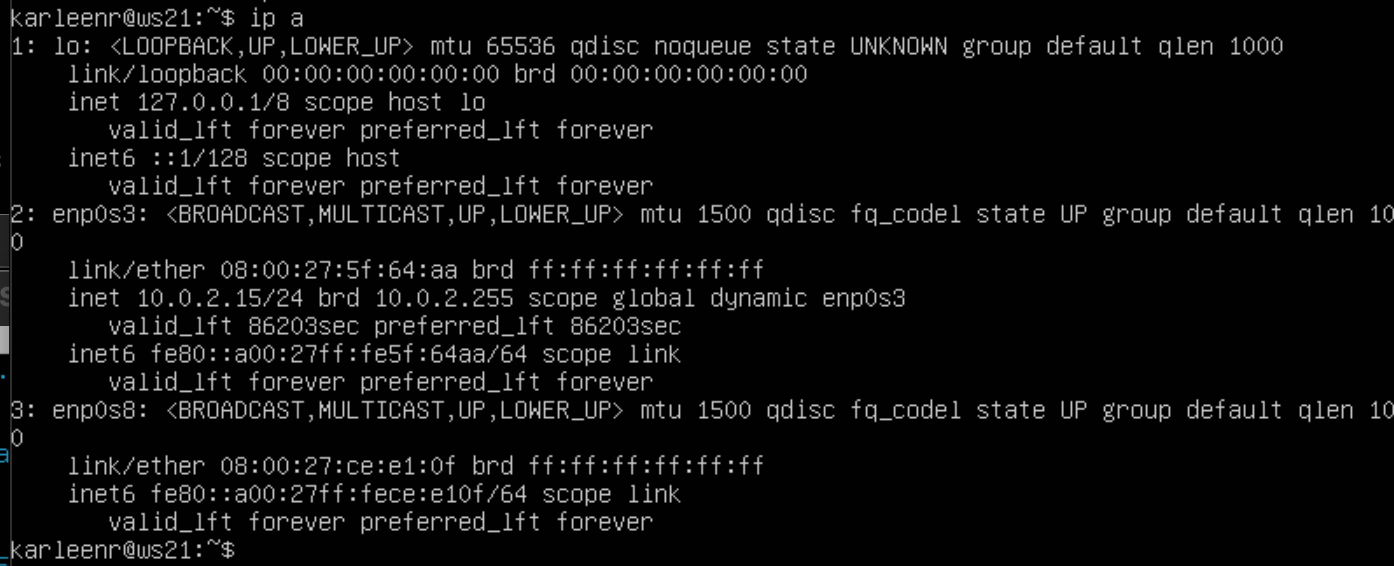 karleenr@ws21:~$ ip a
1: lo: <LOOPBACK,UP,LOWER_UP> mtu 65536 qdisc noqueue state UNKNOWN group default qlen 1000
    link/loopback 00:00:00:00:00:00 brd 00:00:00:00:00:00
    inet 127.0.0.1/8 scope host lo
       valid_lft forever preferred_lft forever
    inet6 ::1/128 scope host
       valid_lft forever preferred_lft forever
2: enp0s3: <BROADCAST,MULTICAST,UP,LOWER_UP> mtu 1500 qdisc fq_codel state UP group default qlen 10
0
    link/ether 08:00:27:5f:64:aa brd ff:ff:ff:ff:ff:ff
    inet 10.0.2.15/24 brd 10.0.2.255 scope global dynamic enp0s3
       valid_lft 86203sec preferred_lft 86203sec
    inet6 fe80::a00:27ff:fe5f:64aa/64 scope link
       valid_lft forever preferred_lft forever
3: enp0s8: <BROADCAST,MULTICAST,UP,LOWER_UP> mtu 1500 qdisc fq_codel state UP group default qlen 10
0
    link/ether 08:00:27:ce:e1:0f brd ff:ff:ff:ff:ff:ff
    inet6 fe80::a00:27ff:fece:e10f/64 scope link
       valid_lft forever preferred_lft forever
karleenr@ws21:~$